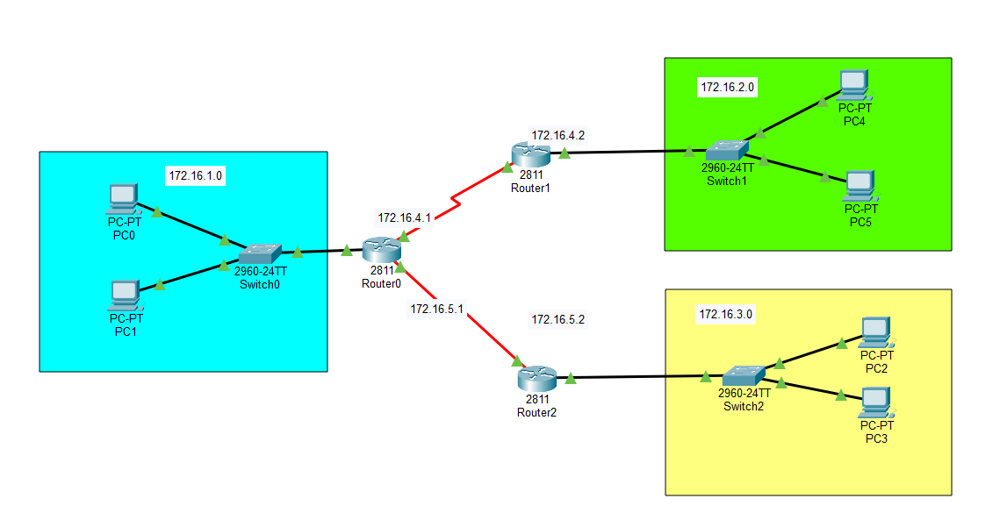 172.16.1.0
PC-PT
PC0
PC-PT
PC1
2960-24TT
Switch0
172.16.4.1
2811
Router0
172.16.5.1
172.16.4.2
2811
Router1
172.16.5.2
2811
Router2
172.16.2.0
2960-24TT
Switch1
PC-PT
PC4
PC-PT
PC5
172.16.3.0
2960-24TT
Switch2
PC-PT
PC2
PC-PT
PC3